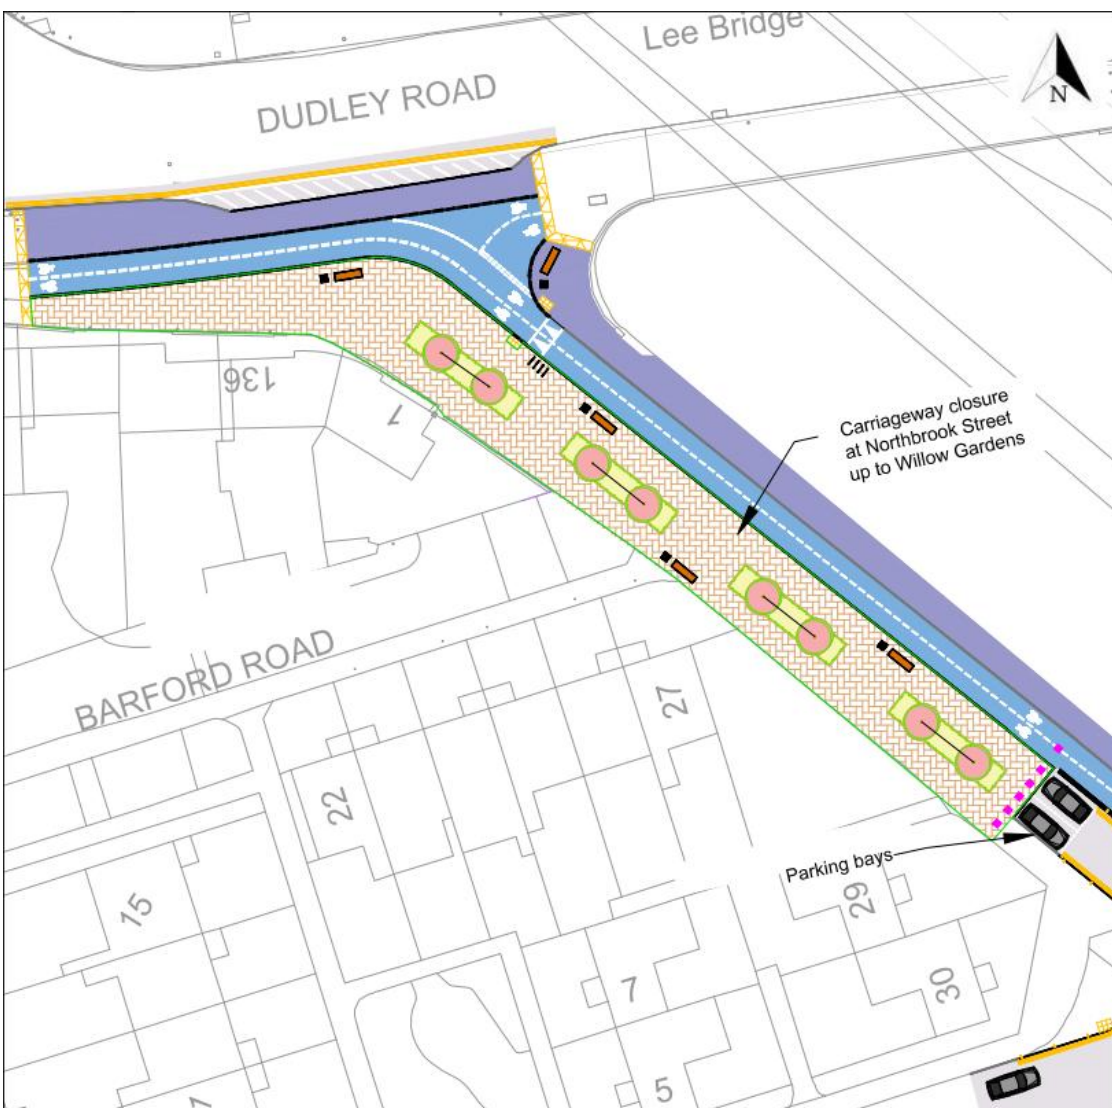 Lee Bridge
DUDLEY ROAD
N
136
1
Carriageway closure
at Northbrook Street
up to Willow Gardens
BARFORD ROAD
27
22
Parking bays
15
29
7
30
5